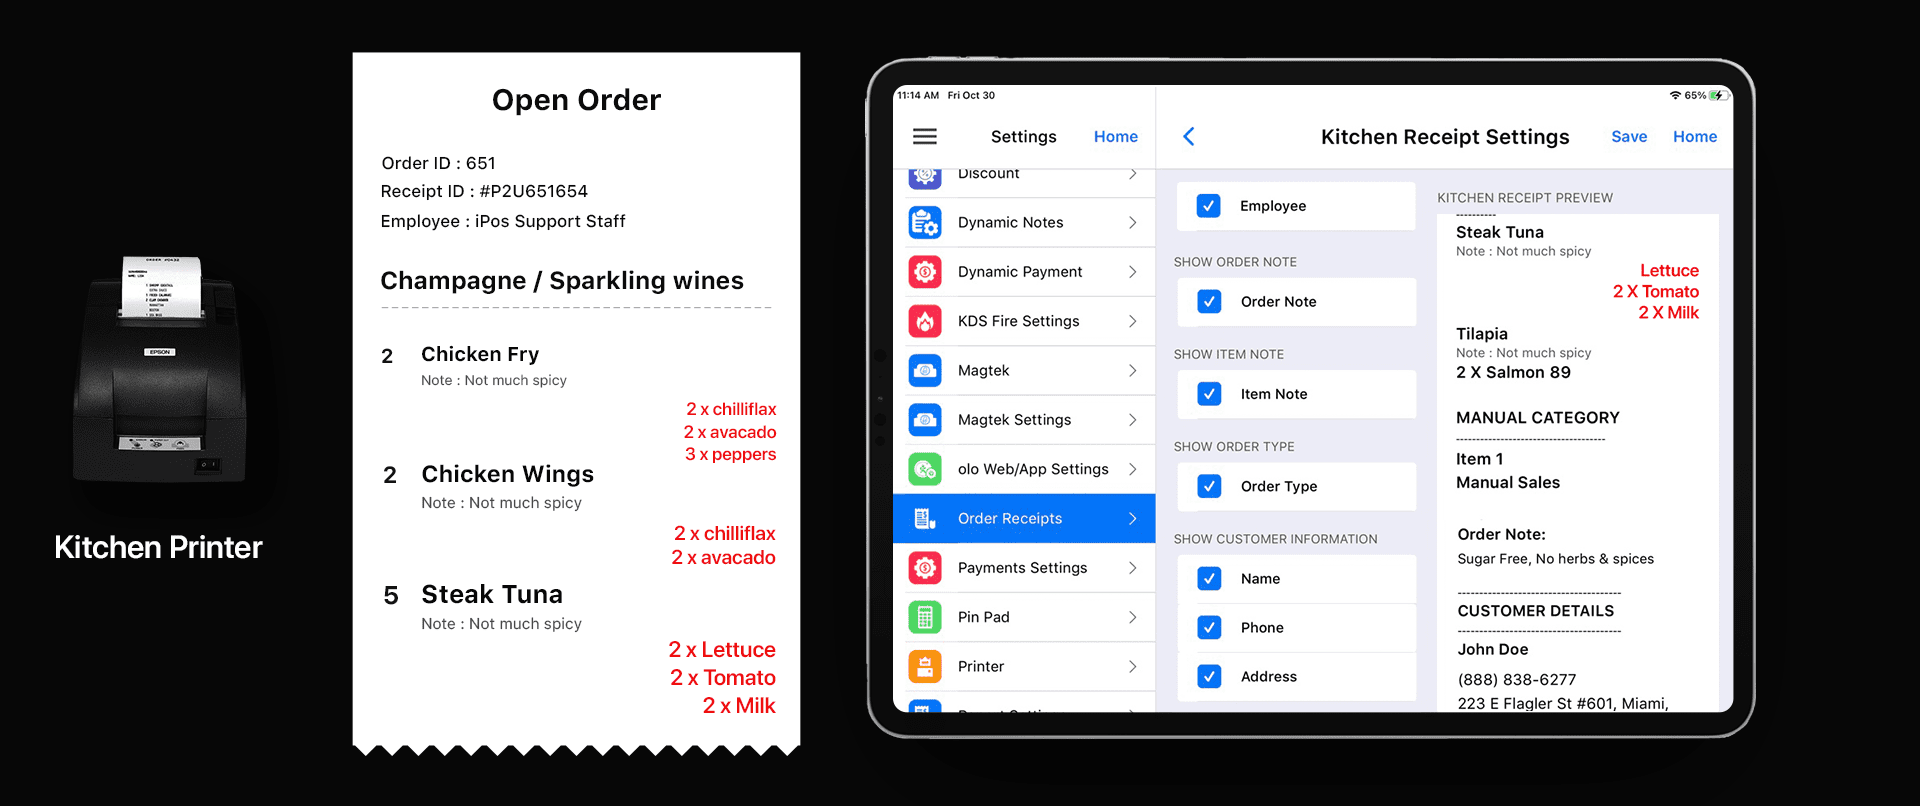 EPSON
Kitchen Printer
Open Order
Order ID : 651
Receipt ID : #P2U651654
Employee : iPos Support Staff
Champagne / Sparkling wines
2 Chicken Fry
Note : Not much spicy
2 x chilliflax
2 x avacado
3 x peppers
2 Chicken Wings
Note : Not much spicy
2 x chilliflax
2 x avacado
5 Steak Tuna
Note : Not much spicy
2 x Lettuce
2 x Tomato
2 x Milk
11:14 AM Fri Oct 30
65%
Settings Home
Discount
Dynamic Notes
Dynamic Payment
KDS Fire Settings
Magtek
Magtek Settings
olo Web/App Settings
Order Receipts
Payments Settings
Pin Pad
Printer
Kitchen Receipt Settings Save Home
Employee
SHOW ORDER NOTE
Order Note
SHOW ITEM NOTE
Item Note
SHOW ORDER TYPE
Order Type
SHOW CUSTOMER INFORMATION
Name
Phone
Address
KITCHEN RECEIPT PREVIEW
Steak Tuna
Note : Not much spicy
Lettuce
2 X Tomato
2 X Milk
Tilapia
Note : Not much spicy
2 X Salmon 89
MANUAL CATEGORY
Item 1
Manual Sales
Order Note:
Sugar Free, No herbs & spices
CUSTOMER DETAILS
John Doe
(888) 838-6277
223 E Flagler St #601, Miami,